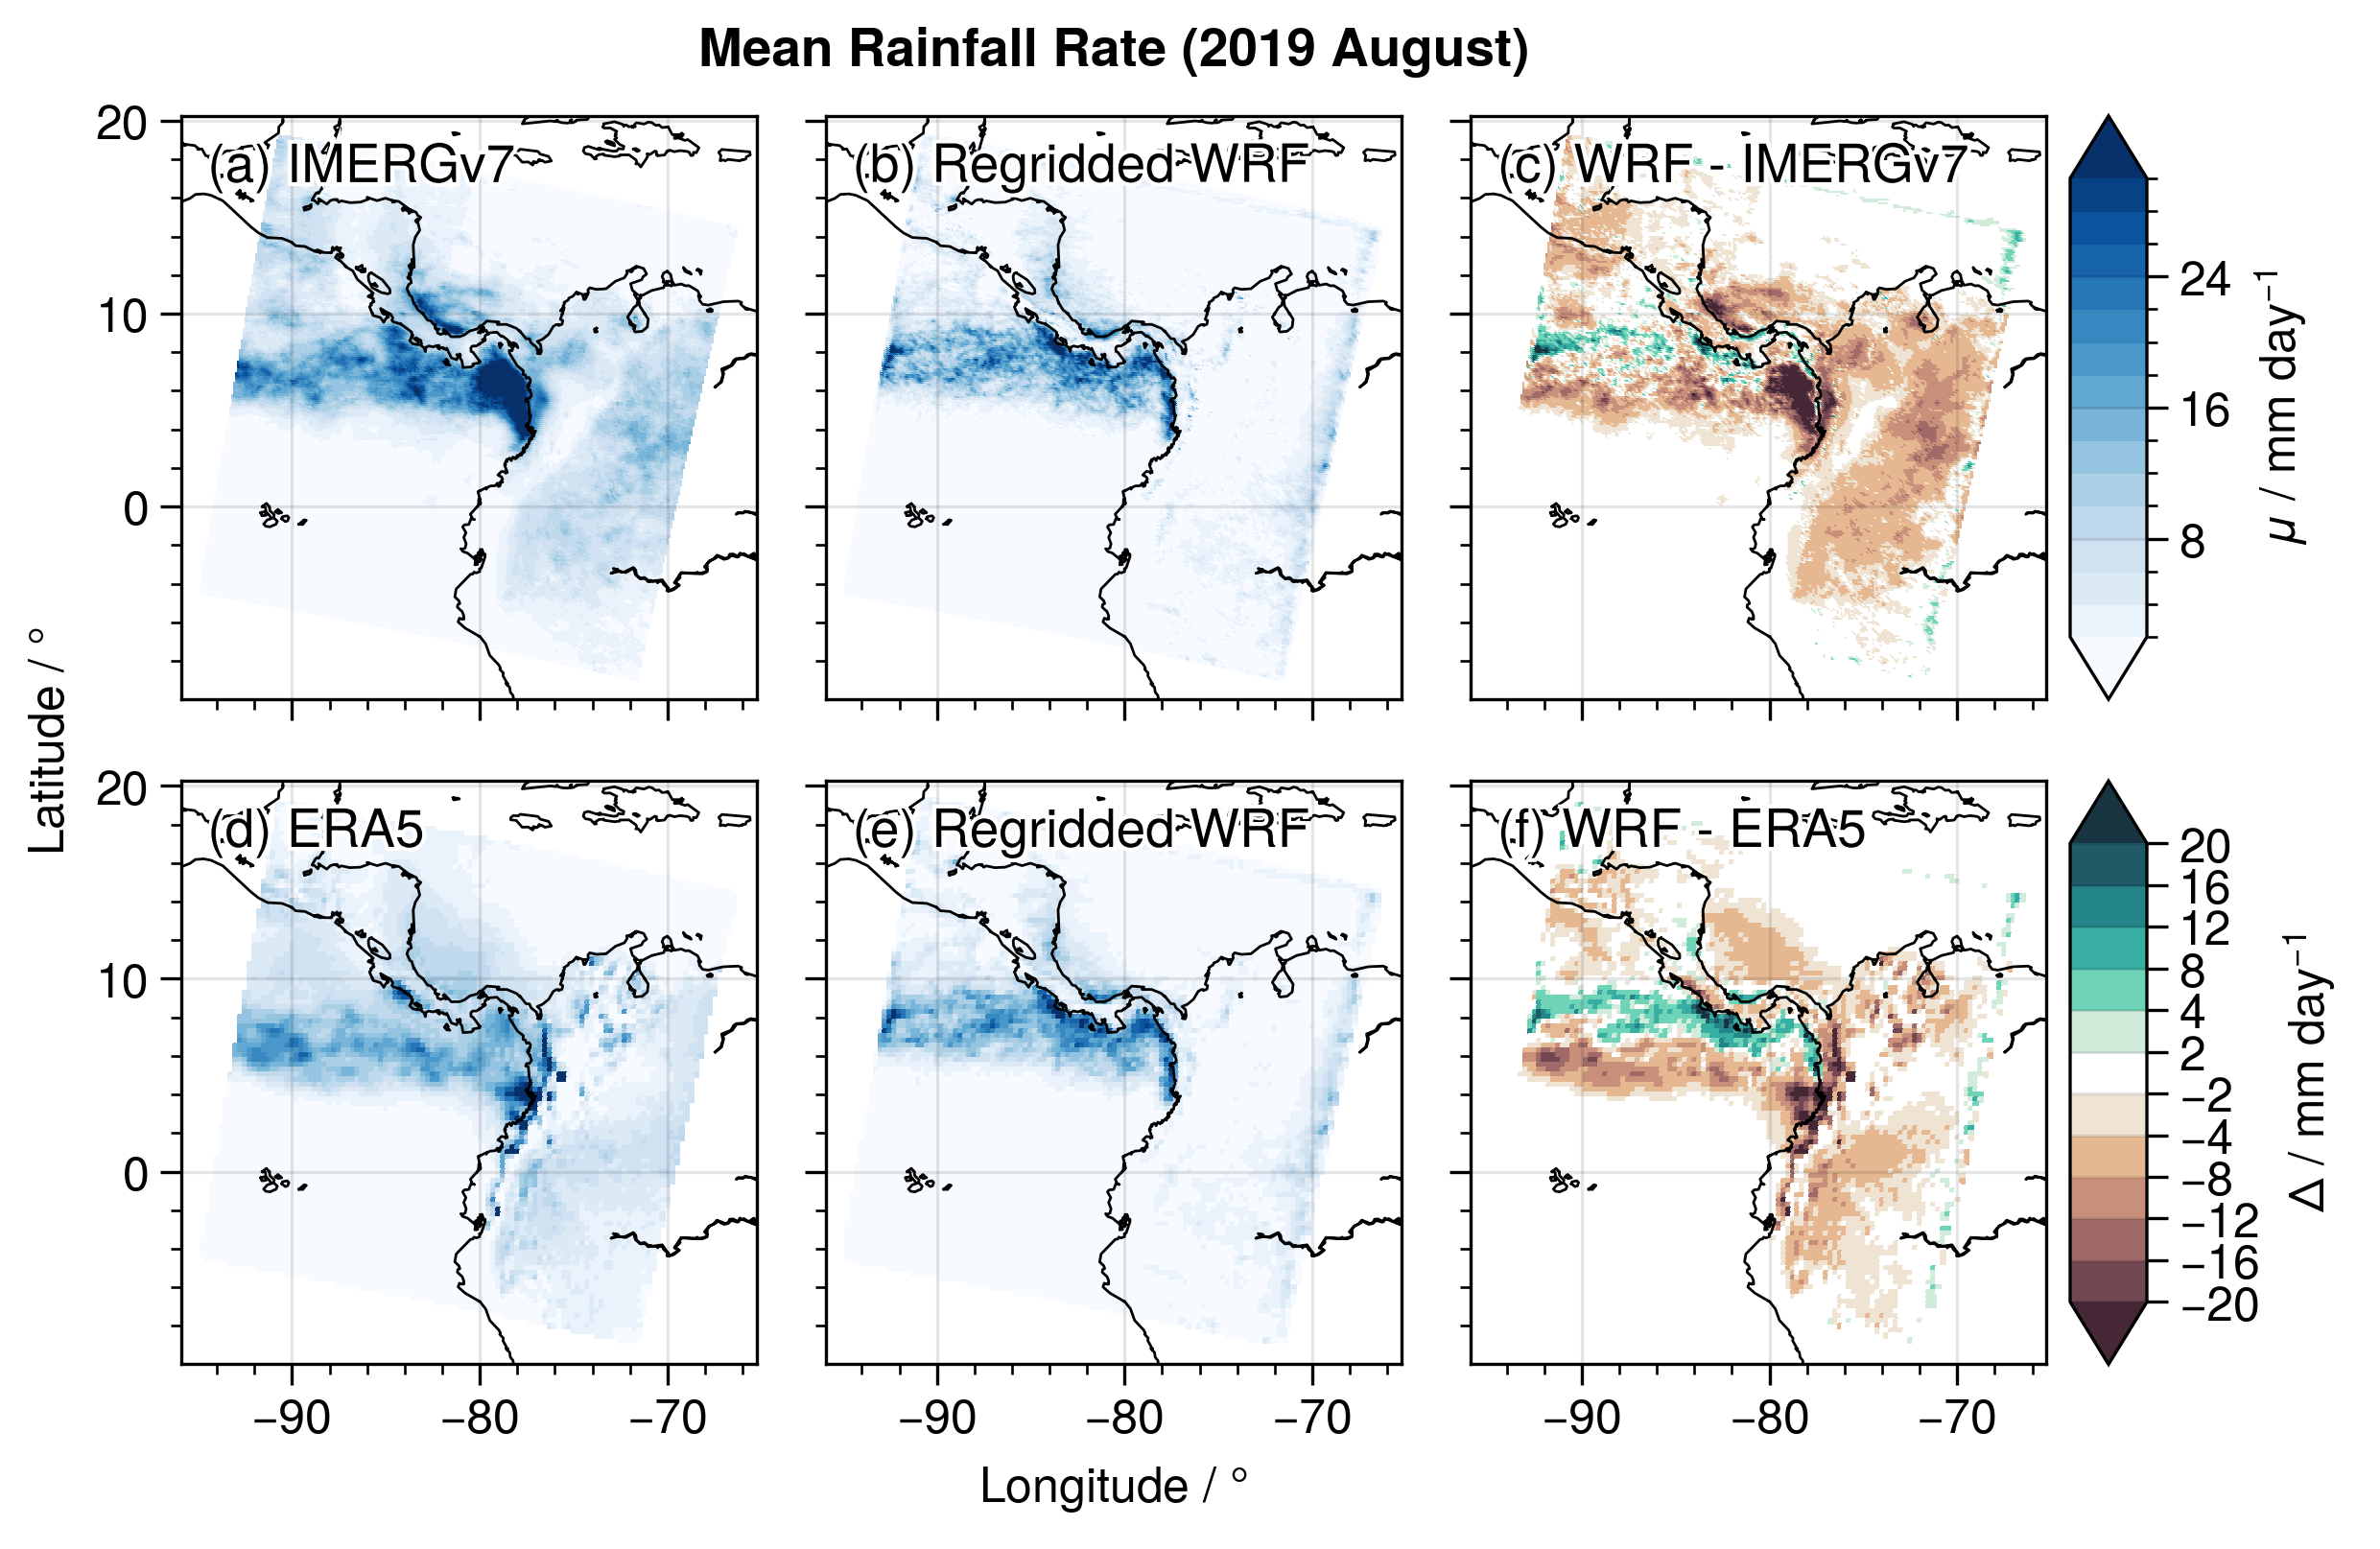 Mean Rainfall Rate (2019 August)
20
10
0
(a) IMERGv7
(b) Regridded WRF
(c) WRF - IMERGv7
24
16
8
μ / mm day⁻¹
Latitude / °
20
10
0
(d) ERA5
(e) Regridded WRF
(f) WRF - ERA5
20
16
12
8
4
2
−2
−4
−8
−12
−16
−20
Δ / mm day⁻¹
−90 −80 −70
−90 −80 −70
−90 −80 −70
Longitude / °